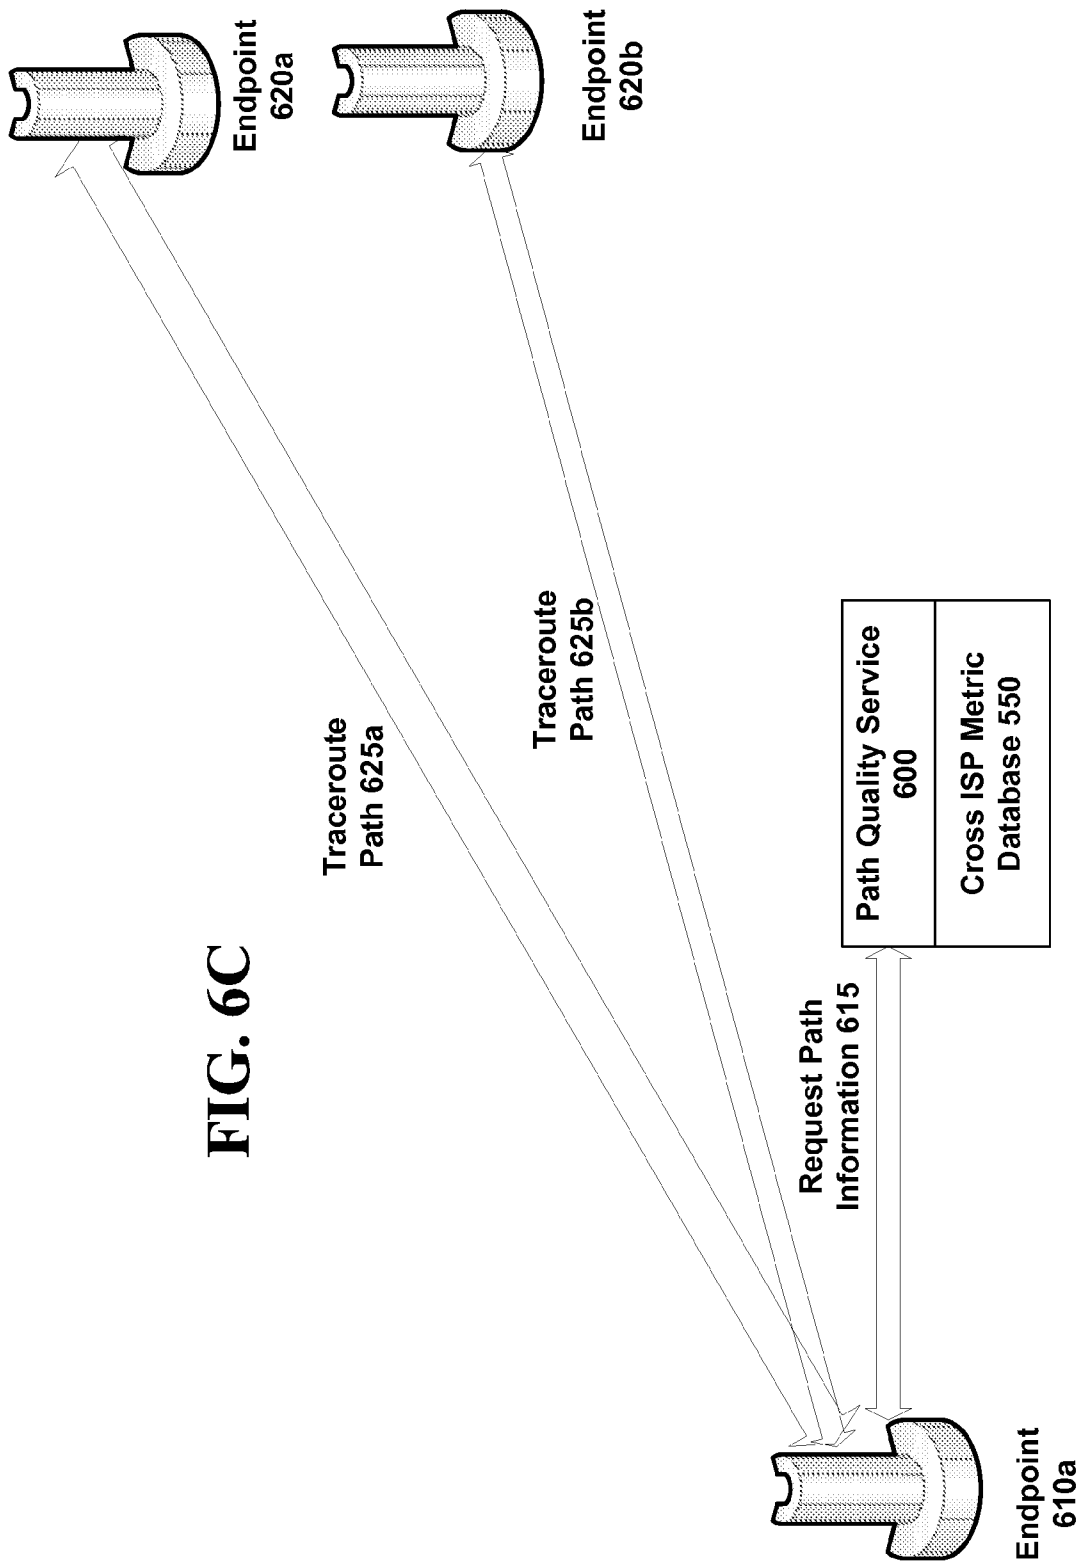 FIG. 6C
Endpoint
620a
Endpoint
620b
Traceroute
Path 625a
Traceroute
Path 625b
Request Path
Information 615
Path Quality Service
600
Cross ISP Metric
Database 550
Endpoint
610a